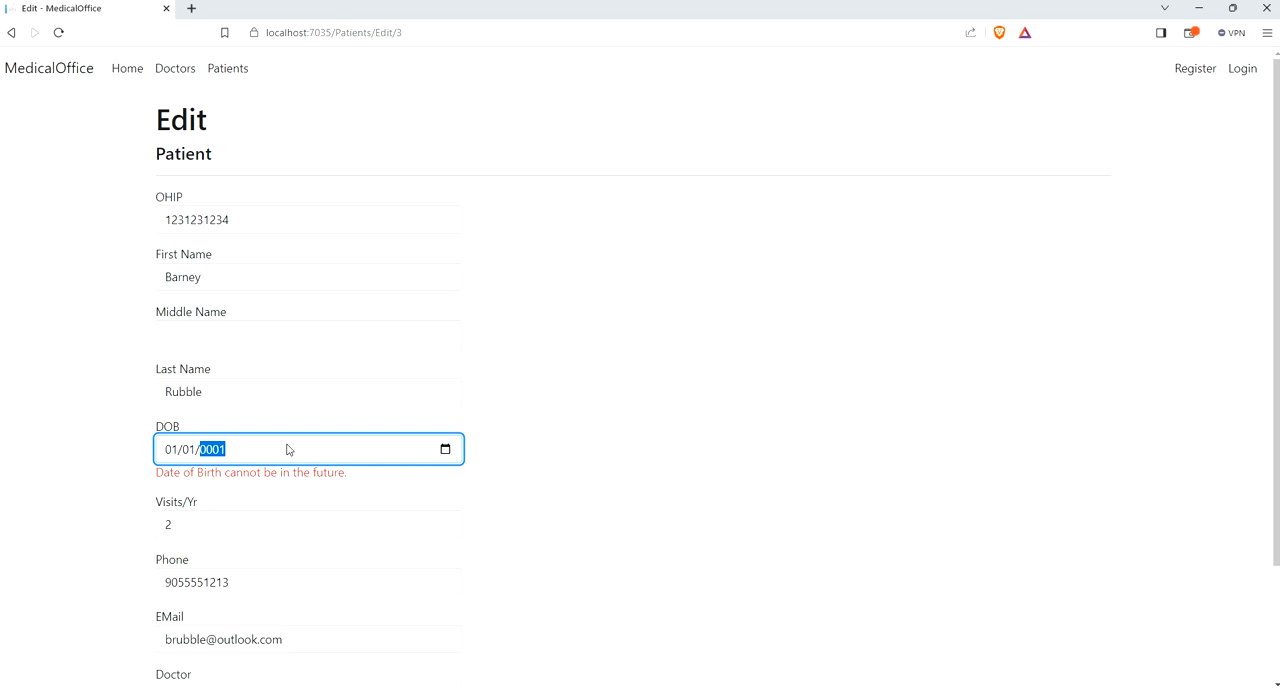 Edit - MedicalOffice
localhost:7035/Patients/Edit/3
VPN
MedicalOffice Home Doctors Patients Register Login
Edit
Patient
OHIP
1231231234
First Name
Barney
Middle Name
Last Name
Rubble
DOB
01/01/0001
Date of Birth cannot be in the future.
Visits/Yr
2
Phone
9055551213
EMail
brubble@outlook.com
Doctor